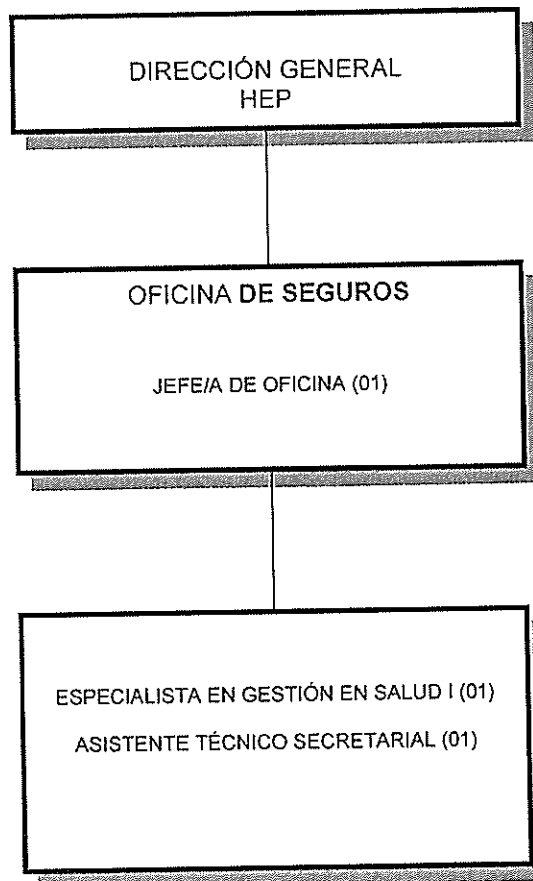 DIRECCIÓN GENERAL
HEP
OFICINA DE SEGUROS
JEFE/A DE OFICINA (01)
ESPECIALISTA EN GESTIÓN EN SALUD I (01)
ASISTENTE TÉCNICO SECRETARIAL (01)